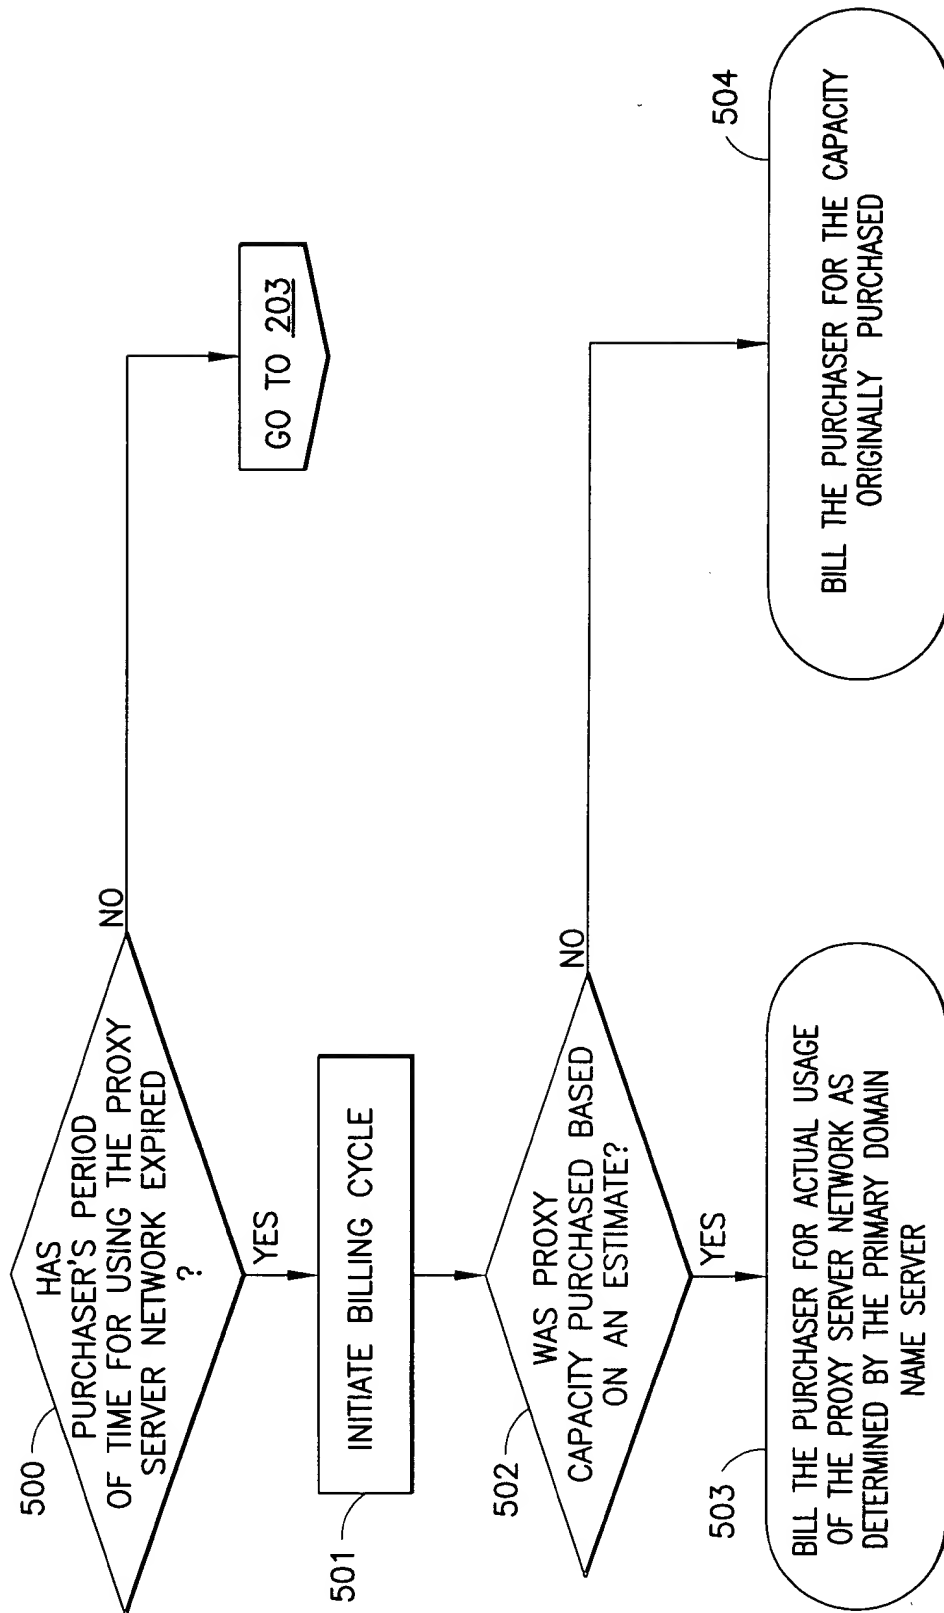 500
HAS
PURCHASER'S PERIOD
OF TIME FOR USING THE PROXY
SERVER NETWORK EXPIRED
?
NO
YES
GO TO 203
501
INITIATE BILLING CYCLE
502
WAS PROXY
CAPACITY PURCHASED BASED
ON AN ESTIMATE?
NO
YES
503
BILL THE PURCHASER FOR ACTUAL USAGE
OF THE PROXY SERVER NETWORK AS
DETERMINED BY THE PRIMARY DOMAIN
NAME SERVER
504
BILL THE PURCHASER FOR THE CAPACITY
ORIGINALLY PURCHASED